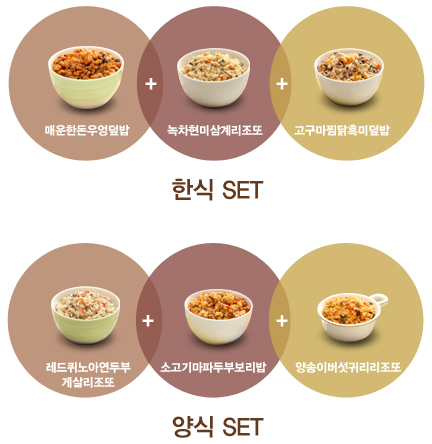 매운한돈우엉덮밥
+
녹차현미삼계리조또
+
고구마찜닭흑미덮밥
한식 SET
레드퀴노아연두부
게살리조또
+
소고기마파두부보리밥
+
양송이버섯귀리리조또
양식 SET